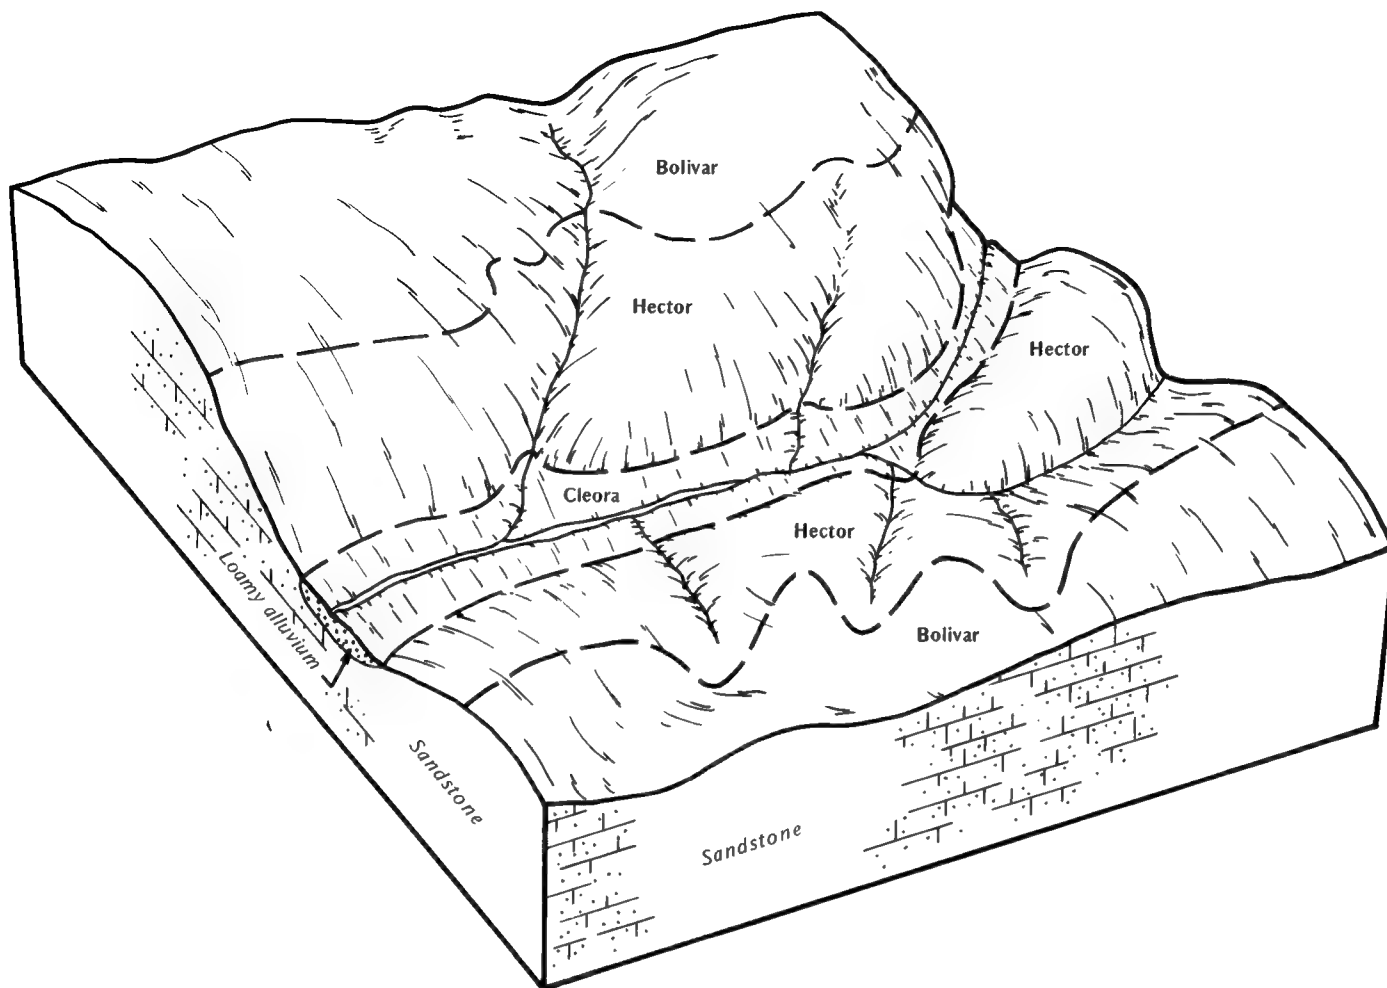 Bolivar
Hector
Hector
Cleora
Hector
Bolivar
Loamy alluvium
Sandstone
Sandstone